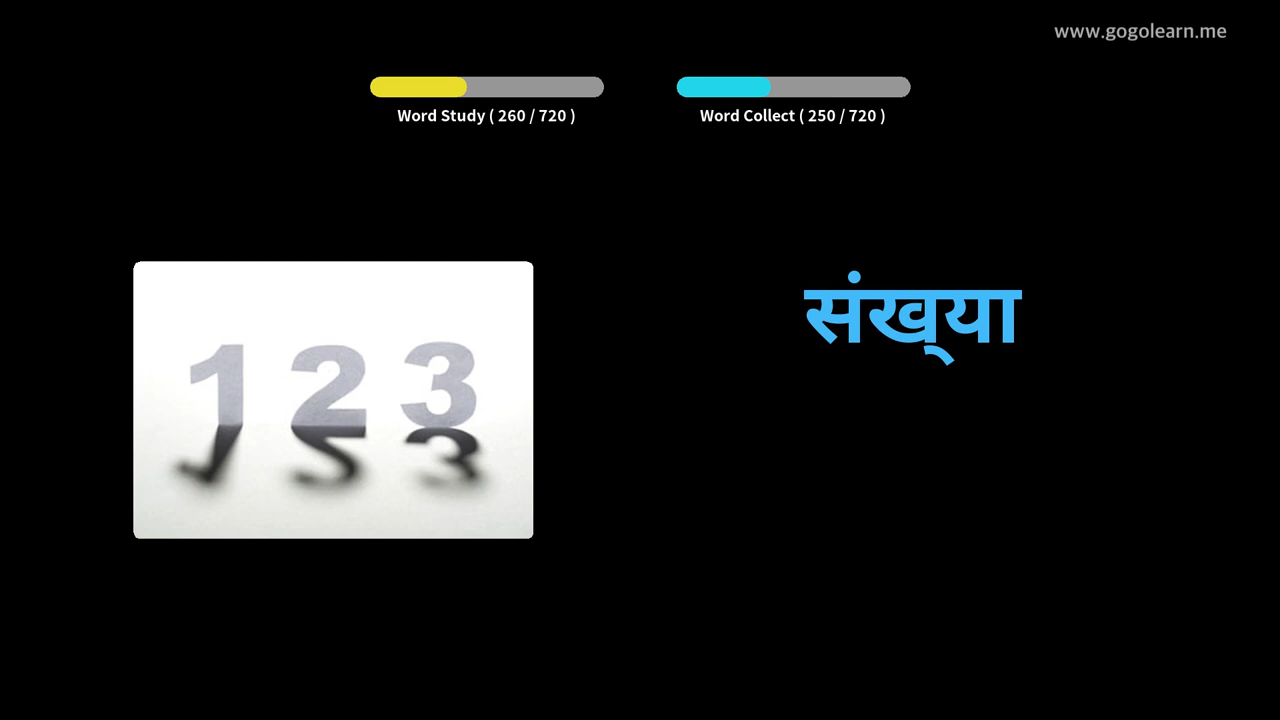 www.gogolearn.me
Word Study ( 260 / 720 )
Word Collect ( 250 / 720 )
संख्‌या
1 2 3